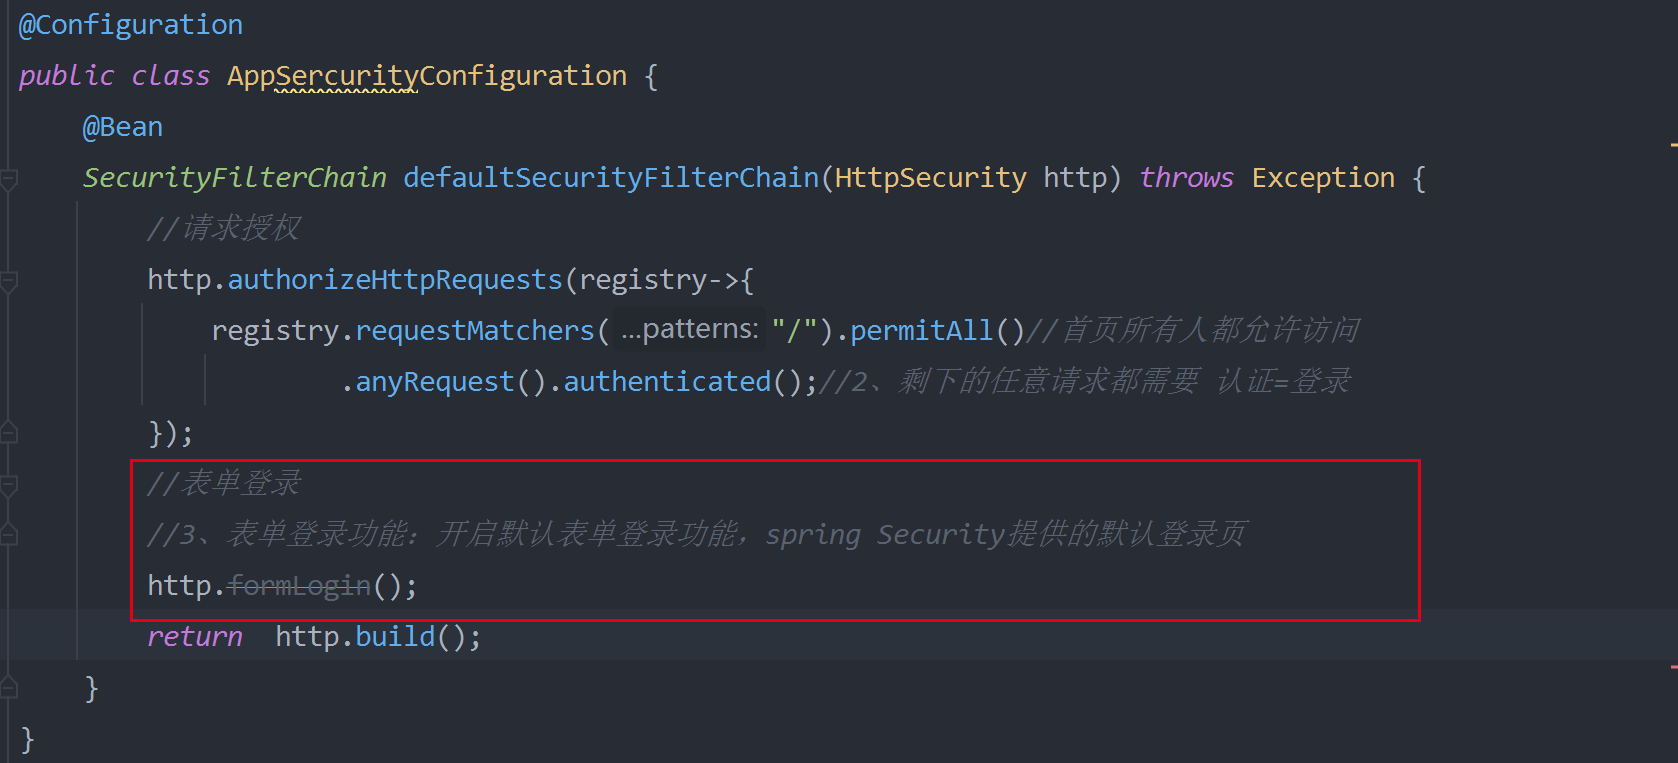 @Configuration
public class AppSercurityConfiguration {
@Bean
SecurityFilterChain defaultSecurityFilterChain(HttpSecurity http) throws Exception {
//请求授权
http.authorizeHttpRequests(registry->{
registry.requestMatchers( ...patterns: "/").permitAll()//首页所有人都允许访问
.anyRequest().authenticated();//2、剩下的任意请求都需要 认证=登录
});
//表单登录
//3、表单登录功能：开启默认表单登录功能，spring Security提供的默认登录页
http.formLogin();
return  http.build();
}
}